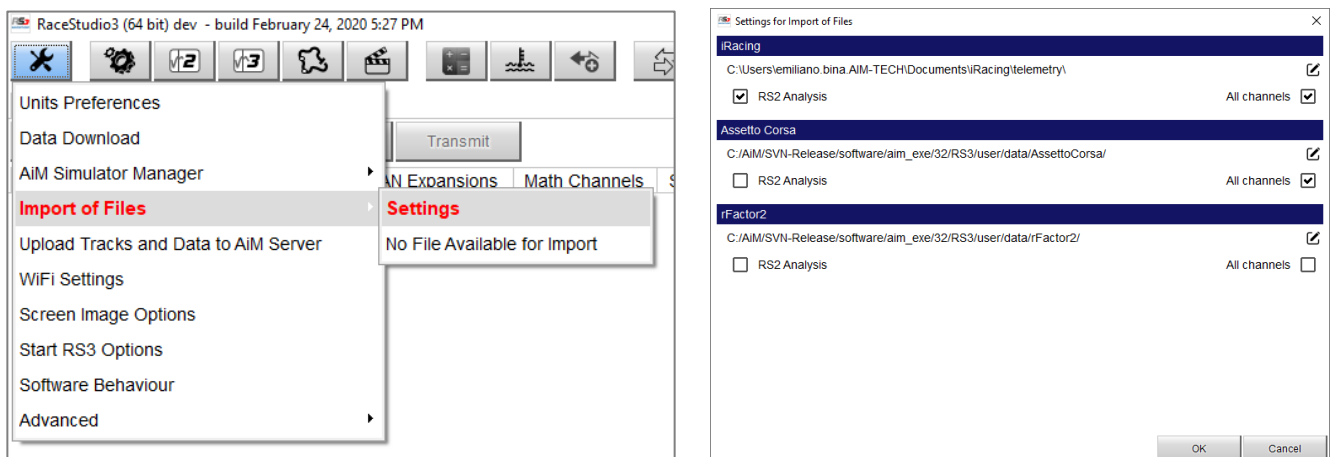 RaceStudio3 (64 bit) dev - build February 24, 2020 5:27 PM
Units Preferences
Data Download
Transmit
AiM Simulator Manager
AN Expansions Math Channels
Import of Files
Settings
Upload Tracks and Data to AiM Server
No File Available for Import
WiFi Settings
Screen Image Options
Start RS3 Options
Software Behaviour
Advanced
Settings for Import of Files
iRacing
C:\Users\emiliano.bina.AIM-TECH\Documents\iRacing\telemetry\
RS2 Analysis All channels
Assetto Corsa
C:/AiM/SVN-Release/software/aim_exe/32/RS3/user/data/AssettoCorsa/
RS2 Analysis All channels
rFactor2
C:/AiM/SVN-Release/software/aim_exe/32/RS3/user/data/rFactor2/
RS2 Analysis All channels
OK Cancel